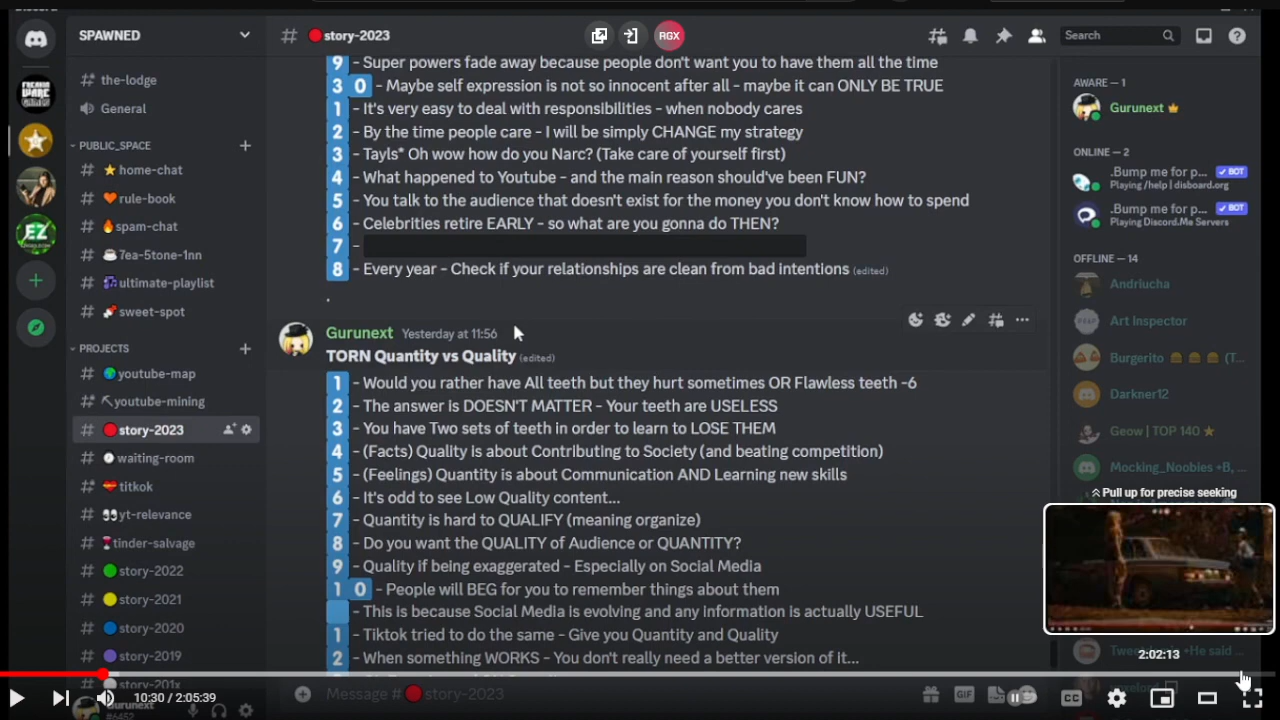 SPAWNED
the-lodge
General
PUBLIC_SPACE
home-chat
rule-book
spam-chat
7ea-5tone-1nn
ultimate-playlist
sweet-spot
PROJECTS
youtube-map
youtube-mining
story-2023
waiting-room
titkok
yt-relevance
tinder-salvage
story-2022
story-2021
story-2020
story-2019
story-201x
Gurunext
#6452
# story-2023
RGX
Search
9 - Super powers fade away because people don't want you to have them all the time
3 0 - Maybe self expression is not so innocent after all - maybe it can ONLY BE TRUE
1 - It's very easy to deal with responsibilities - when nobody cares
2 - By the time people care - I will be simply CHANGE my strategy
3 - Tayls* Oh wow how do you Narc? (Take care of yourself first)
4 - What happened to Youtube - and the main reason should've been FUN?
5 - You talk to the audience that doesn't exist for the money you don't know how to spend
6 - Celebrities retire EARLY - so what are you gonna do THEN?
7 -
8 - Every year - Check if your relationships are clean from bad intentions (edited)
.
Gurunext Yesterday at 11:56
TORN Quantity vs Quality (edited)
1 - Would you rather have All teeth but they hurt sometimes OR Flawless teeth -6
2 - The answer is DOESN'T MATTER - Your teeth are USELESS
3 - You have Two sets of teeth in order to learn to LOSE THEM
4 - (Facts) Quality is about Contributing to Society (and beating competition)
5 - (Feelings) Quantity is about Communication AND Learning new skills
6 - It's odd to see Low Quality content...
7 - Quantity is hard to QUALIFY (meaning organize)
8 - Do you want the QUALITY of Audience or QUANTITY?
9 - Quality if being exaggerated - Especially on Social Media
1 0 - People will BEG for you to remember things about them
- This is because Social Media is evolving and any information is actually USEFUL
1 - Tiktok tried to do the same - Give you Quantity and Quality
2 - When something WORKS - You don't really need a better version of it...
Message # story-2023
GIF
AWARE — 1
Gurunext
ONLINE — 2
.Bump me for p... BOT
Playing /help | disboard.org
.Bump me for p... BOT
Playing Discord.Me Servers
OFFLINE — 14
Andriucha
Art Inspector
Burgerito (T...
Darkner12
Geow | TOP 140
Mocking_Noobies +B, ...
Pull up for precise seeking
+He said ...
2:02:13
10:30 / 2:05:39
CC